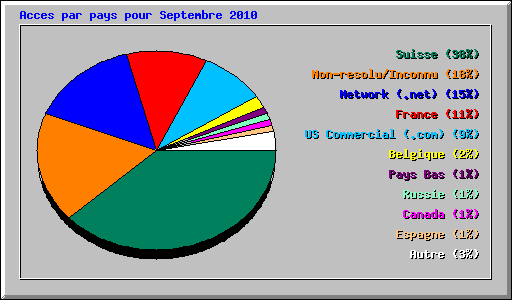 Acces par pays pour Septembre 2010
Suisse (38%)
Non-resolu/Inconnu (18%)
Network (.net) (15%)
France (11%)
US Commercial (.com) (9%)
Belgique (2%)
Pays Bas (1%)
Russie (1%)
Canada (1%)
Espagne (1%)
Autre (3%)